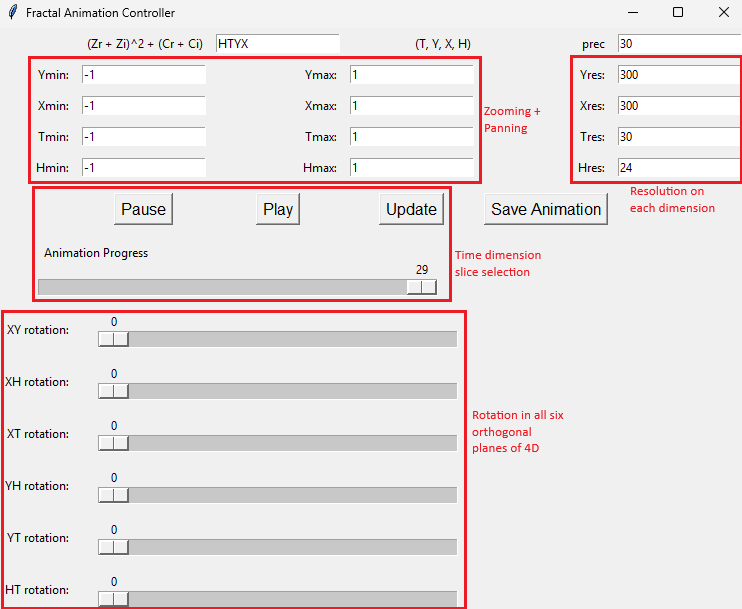 Fractal Animation Controller
(Zr + Zi)^2 + (Cr + Ci) HTYX (T, Y, X, H) prec 30
Ymin: -1 Ymax: 1 Yres: 300
Xmin: -1 Xmax: 1 Xres: 300
Zooming +
Panning
Tmin: -1 Tmax: 1 Tres: 30
Hmin: -1 Hmax: 1 Hres: 24
Resolution on
each dimension
Pause Play Update Save Animation
Animation Progress
29
Time dimension
slice selection
0
XY rotation:
0
XH rotation:
0
XT rotation:
Rotation in all six
orthogonal
planes of 4D
0
YH rotation:
0
YT rotation:
0
HT rotation: